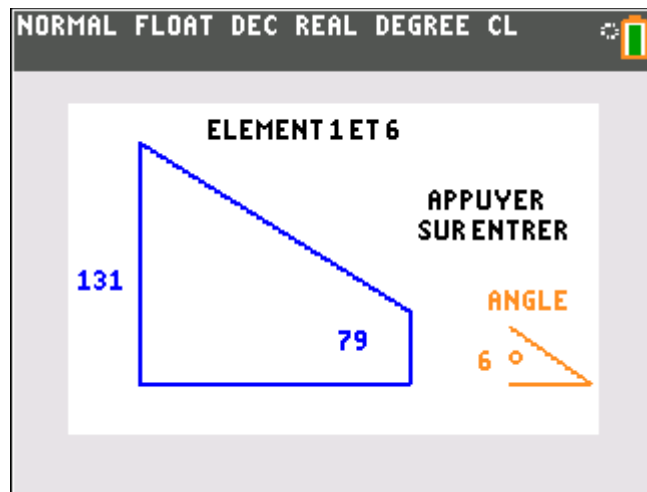 NORMAL FLOAT DEC REAL DEGREE CL
ELEMENT 1 ET 6
APPUYER
SUR ENTRER
131
ANGLE
79
6 °